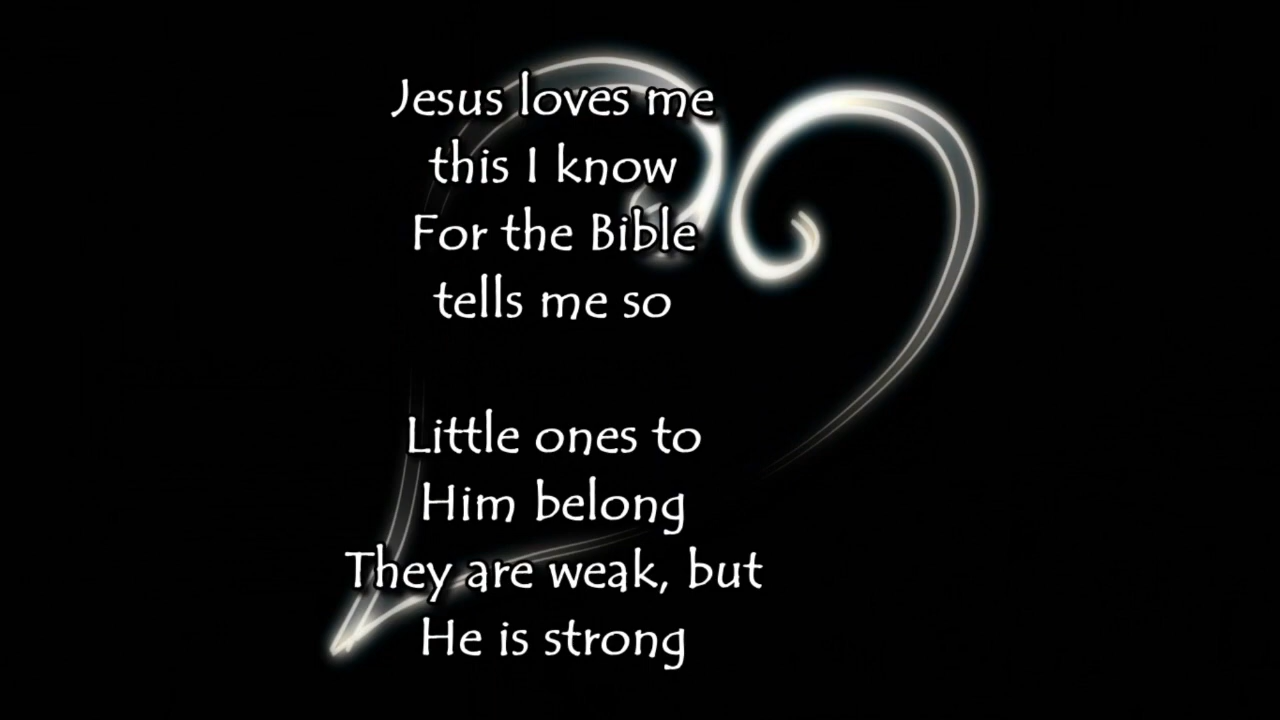 Jesus loves me
this I know
For the Bible
tells me so
Little ones to
Him belong
They are weak, but
He is strong